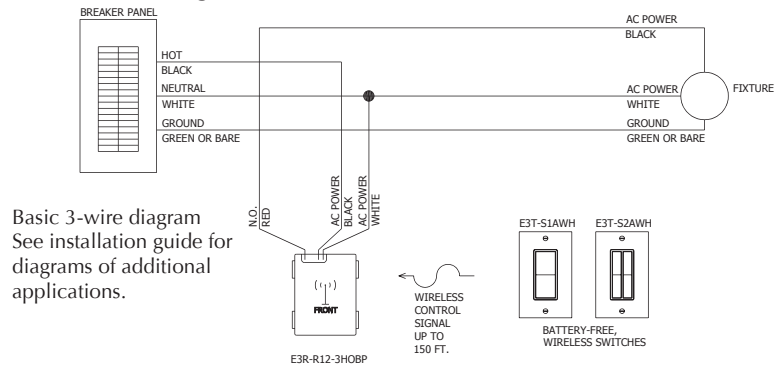 BREAKER PANEL
AC POWER
BLACK
HOT
BLACK
NEUTRAL
WHITE
AC POWER
WHITE
FIXTURE
GROUND
GREEN OR BARE
GROUND
GREEN OR BARE
N.O.
RED
AC POWER
BLACK
AC POWER
WHITE
Basic 3-wire diagram
See installation guide for
diagrams of additional
applications.
E3T-S1AWH
E3T-S2AWH
FRONT
WIRELESS
CONTROL
SIGNAL
UP TO
150 FT.
BATTERY-FREE,
WIRELESS SWITCHES
E3R-R12-3HOBP